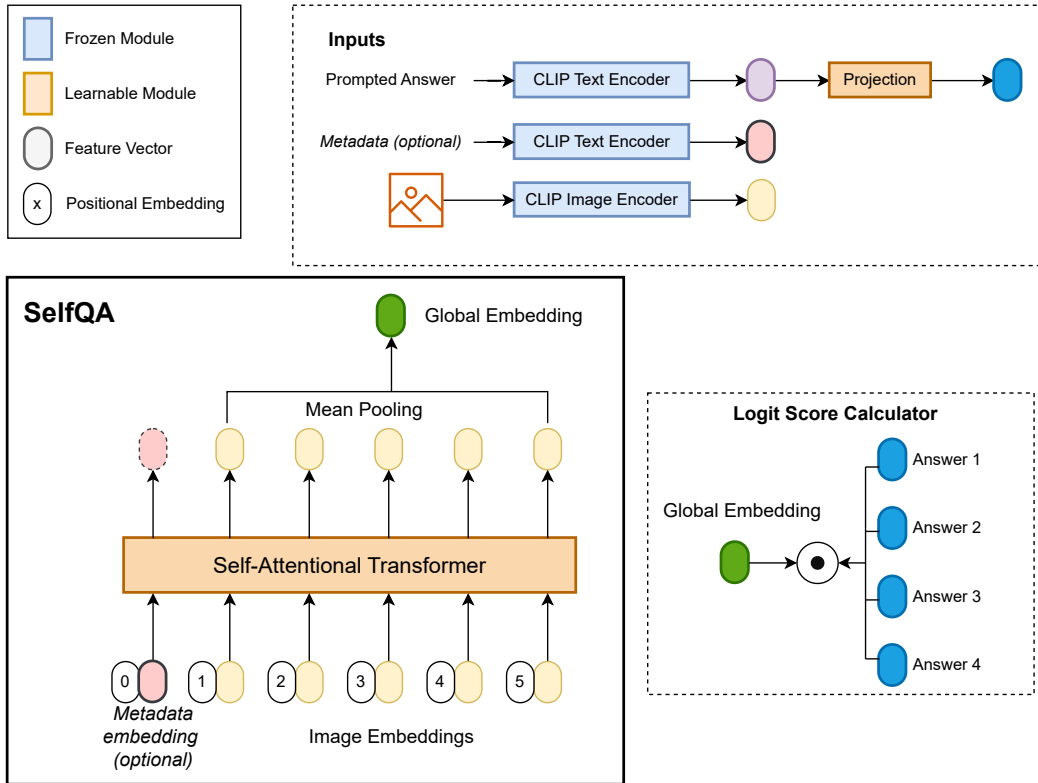 Frozen Module
Learnable Module
Feature Vector
x
Positional Embedding
Inputs
Prompted Answer
CLIP Text Encoder
Projection
Metadata (optional)
CLIP Text Encoder
CLIP Image Encoder
SelfQA
Global Embedding
Mean Pooling
Self-Attentional Transformer
0
1
2
3
4
5
Metadata
embedding
(optional)
Image Embeddings
Logit Score Calculator
Global Embedding
Answer 1
Answer 2
Answer 3
Answer 4